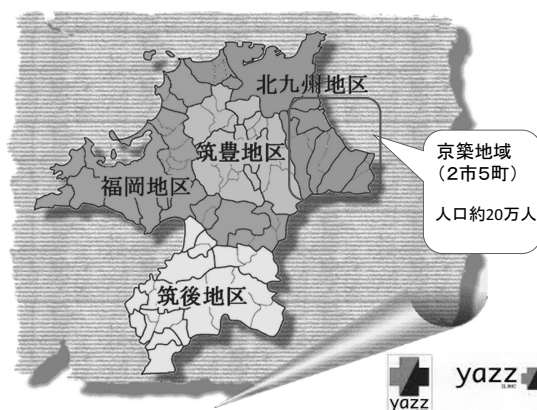 北九州地区
筑豊地区
福岡地区
筑後地区
京築地域
（２市５町）
人口約20万人
yazz
yazz
CLINIC